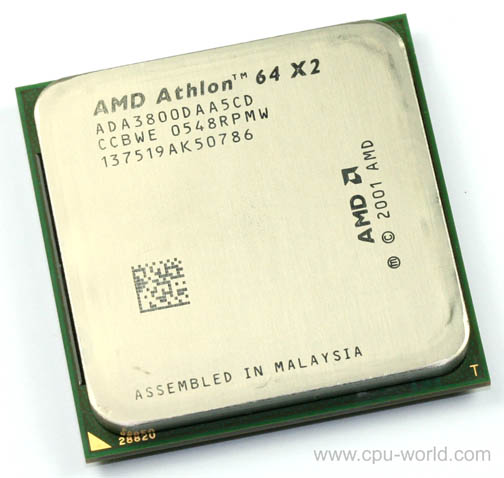 AMD Athlon™ 64 X2
ADA3800DAA5CD
CCBWE 0548RPMW
137519AK50786
AMD
© 2001 AMD
ASSEMBLED IN MALAYSIA
28820
T
www.cpu-world.com